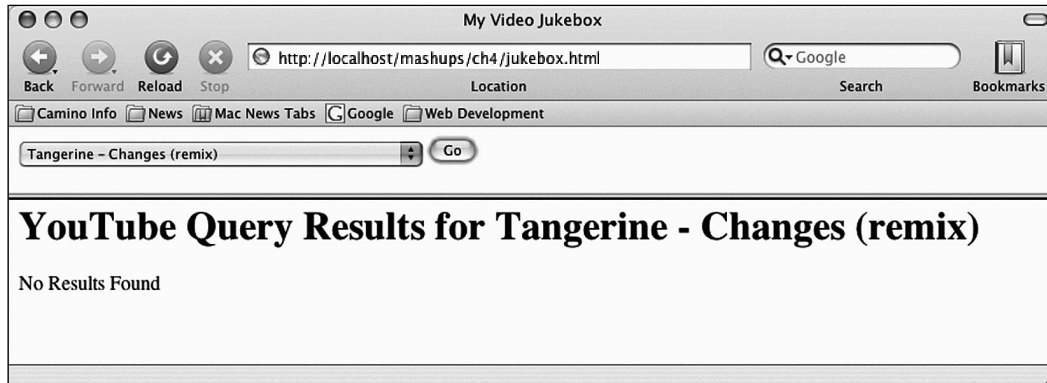 My Video Jukebox
http://localhost/mashups/ch4/jukebox.html
Google
Back Forward Reload Stop Location Search Bookmarks
Camino Info News Mac News Tabs Google Web Development
Tangerine – Changes (remix) Go
YouTube Query Results for Tangerine - Changes (remix)
No Results Found